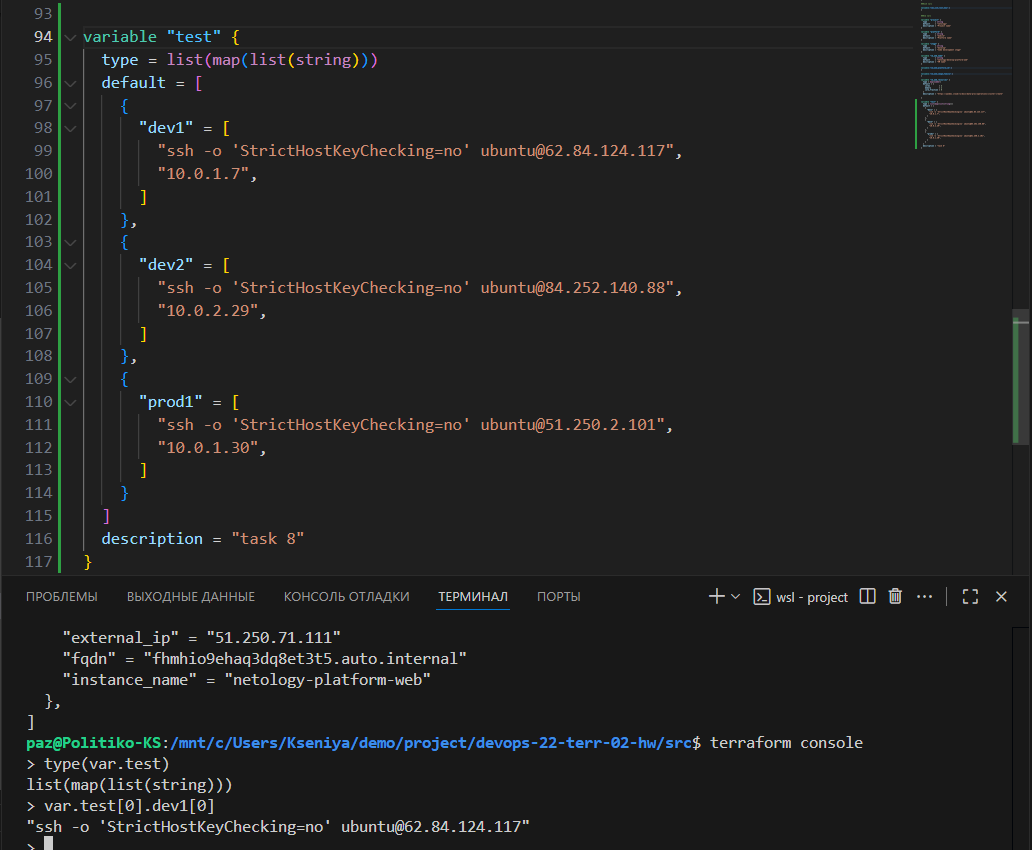 93
94 variable "test" {
95 type = list(map(list(string)))
96 default = [
97 {
98 "dev1" = [
99 "ssh -o 'StrictHostKeyChecking=no' ubuntu@62.84.124.117",
100 "10.0.1.7",
101 ]
102 },
103 {
104 "dev2" = [
105 "ssh -o 'StrictHostKeyChecking=no' ubuntu@84.252.140.88",
106 "10.0.2.29",
107 ]
108 },
109 {
110 "prod1" = [
111 "ssh -o 'StrictHostKeyChecking=no' ubuntu@51.250.2.101",
112 "10.0.1.30",
113 ]
114 }
115 ]
116 description = "task 8"
117 }
ПРОБЛЕМЫ ВЫХОДНЫЕ ДАННЫЕ КОНСОЛЬ ОТЛАДКИ ТЕРМИНАЛ ПОРТЫ wsl - project
"external_ip" = "51.250.71.111"
"fqdn" = "fhmhio9ehaq3dq8et3t5.auto.internal"
"instance_name" = "netology-platform-web"
},
]
paz@Politiko-KS:/mnt/c/Users/Kseniya/demo/project/devops-22-terr-02-hw/src$ terraform console
> type(var.test)
list(map(list(string)))
> var.test[0].dev1[0]
"ssh -o 'StrictHostKeyChecking=no' ubuntu@62.84.124.117"
>